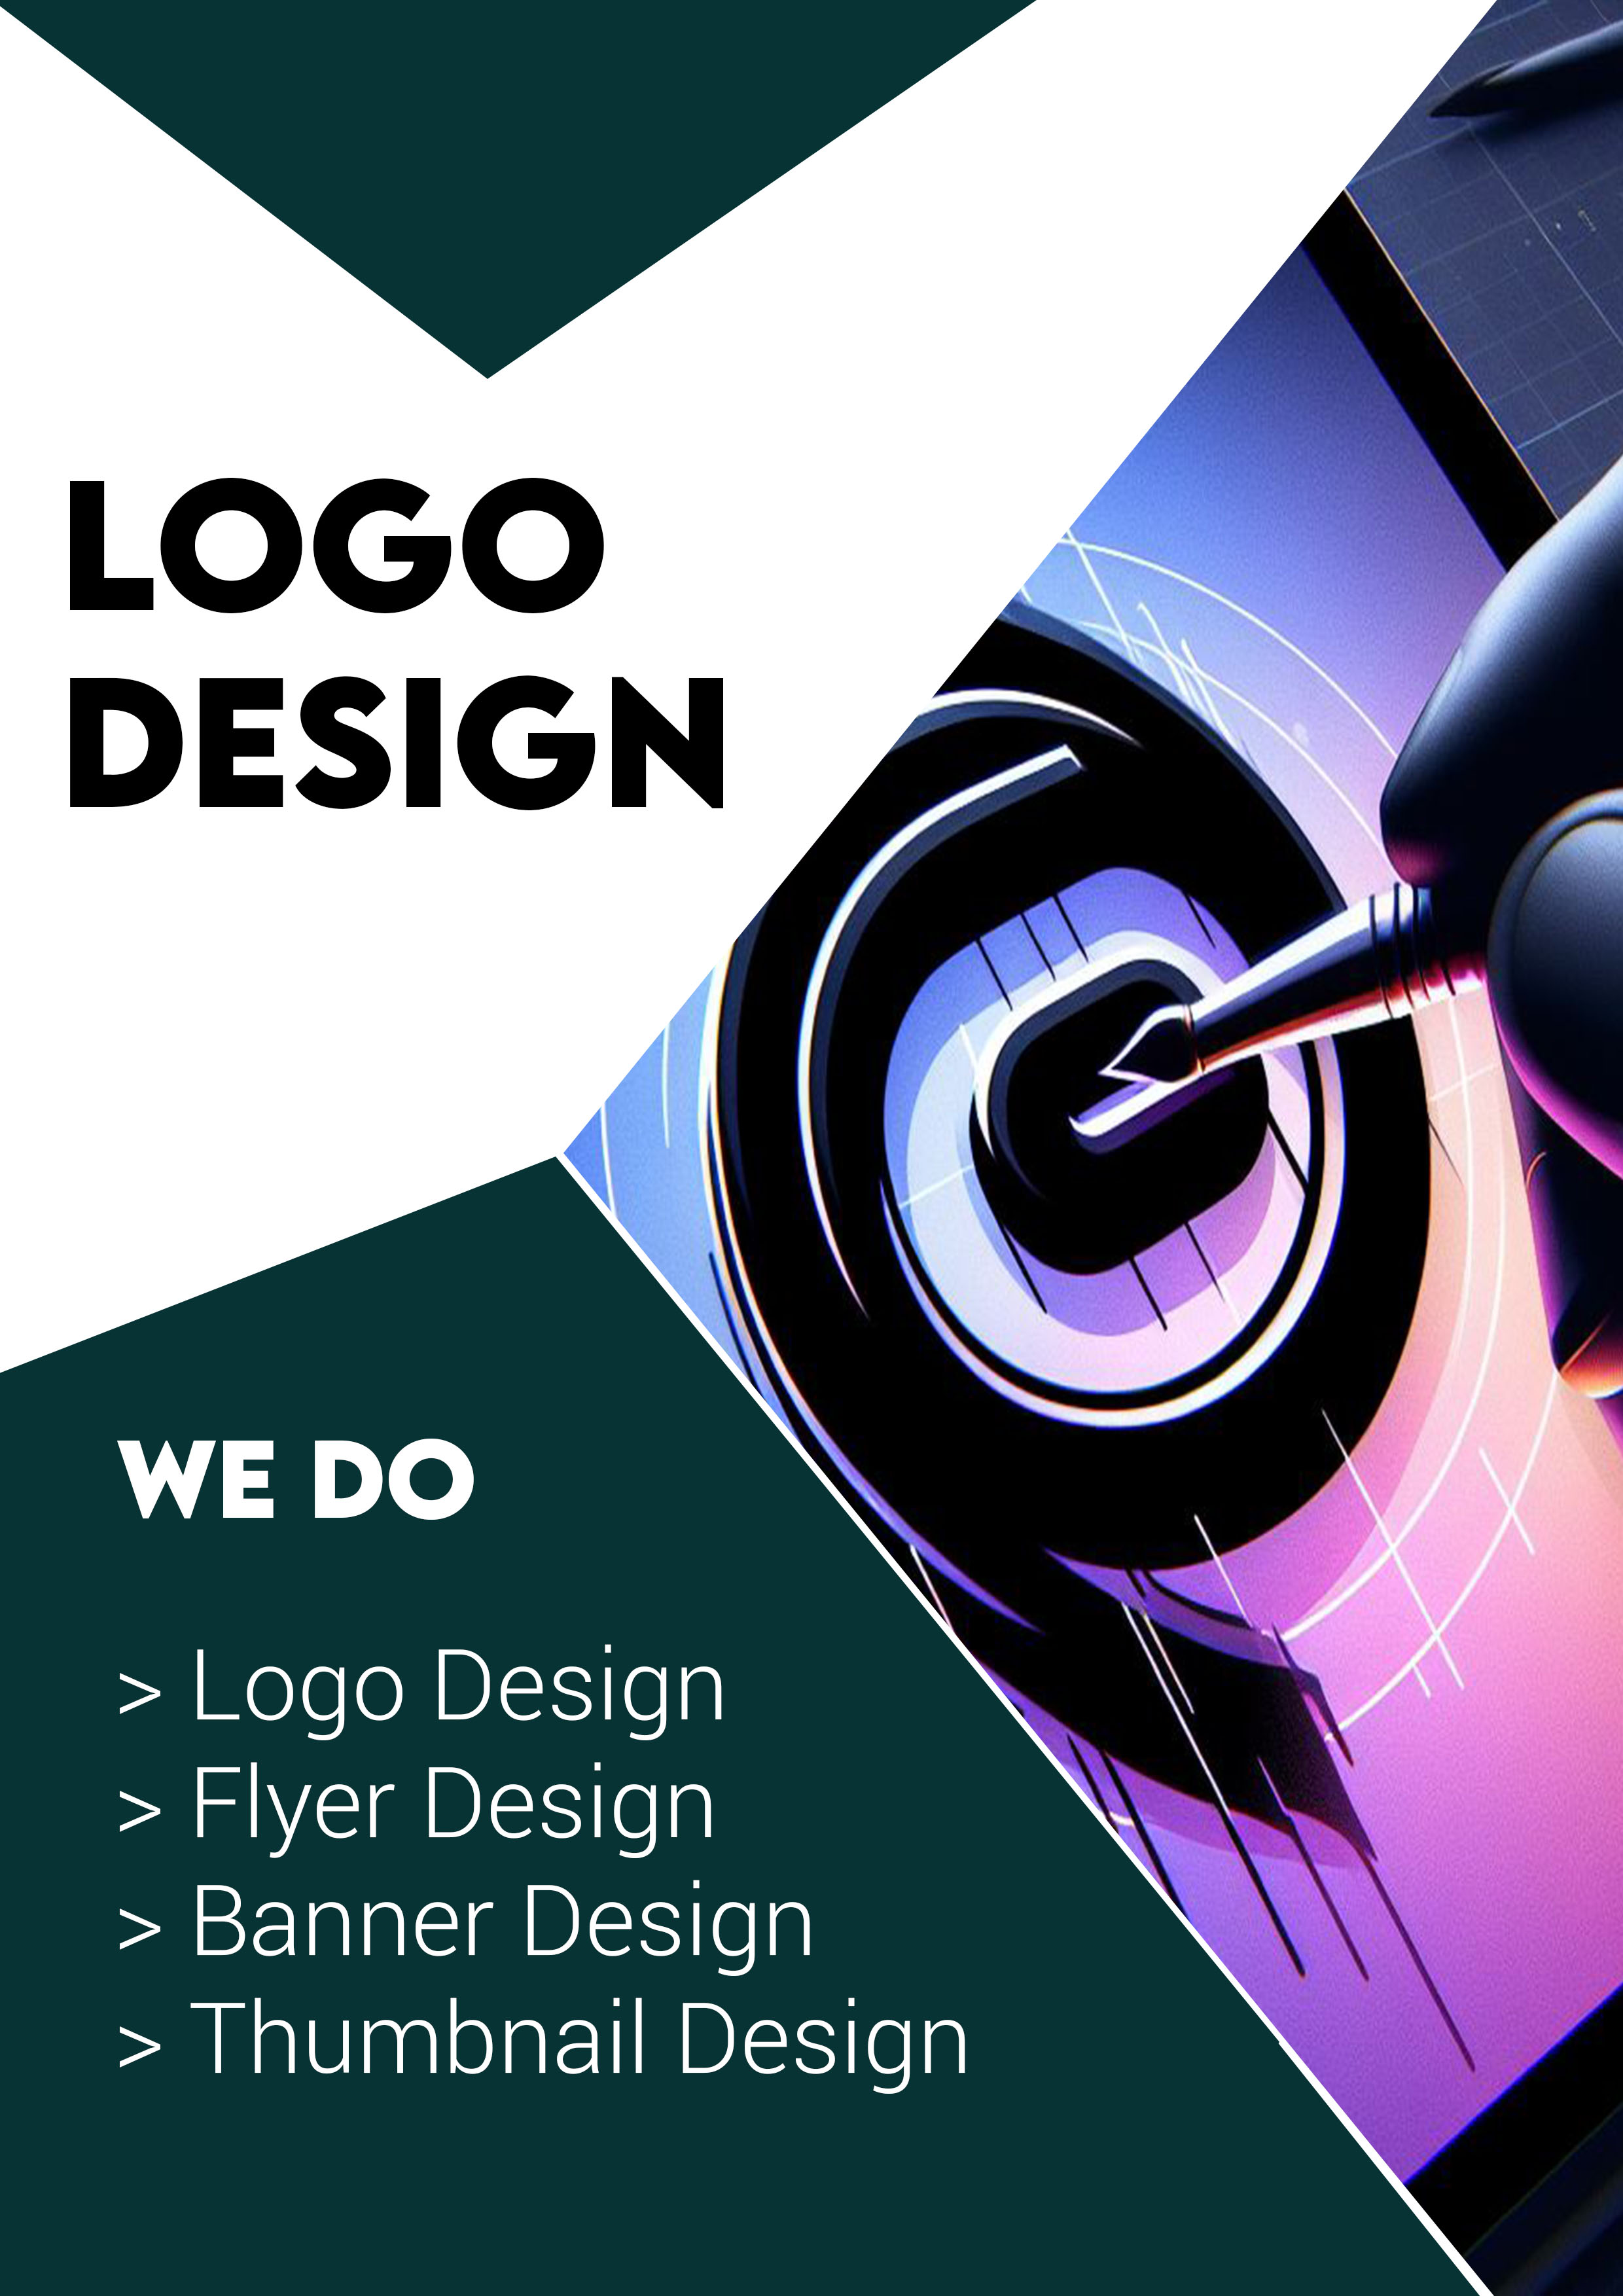 LOGO
DESIGN
WE DO
> Logo Design
> Flyer Design
> Banner Design
> Thumbnail Design